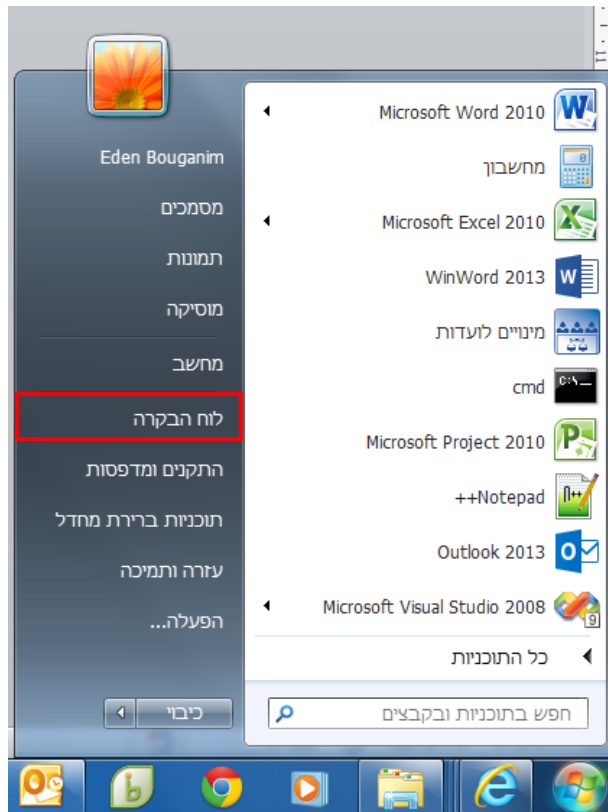 Microsoft Word 2010
מחשבון
Microsoft Excel 2010
WinWord 2013
מינויים לועדות
cmd
Microsoft Project 2010
++Notepad
Outlook 2013
Microsoft Visual Studio 2008
9
כל התוכניות
חפש בתוכניות ובקבצים
Eden Bouganim
מסמכים
תמונות
מוסיקה
מחשב
לוח הבקרה
התקנים ומדפסות
תוכניות ברירת מחדל
עזרה ותמיכה
הפעלה...
כיבוי
11